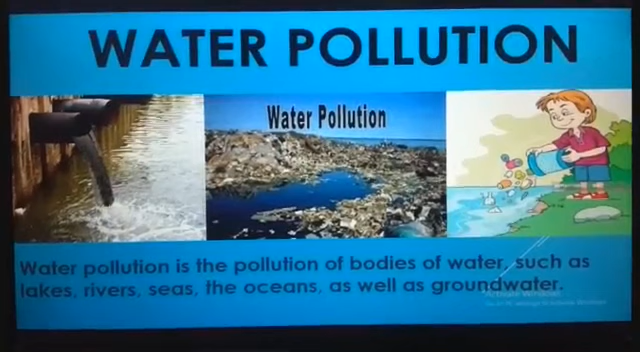 WATER POLLUTION
Water Pollution
Water pollution is the pollution of bodies of water, such as
lakes, rivers, seas, the oceans, as well as groundwater.
Activate Windows